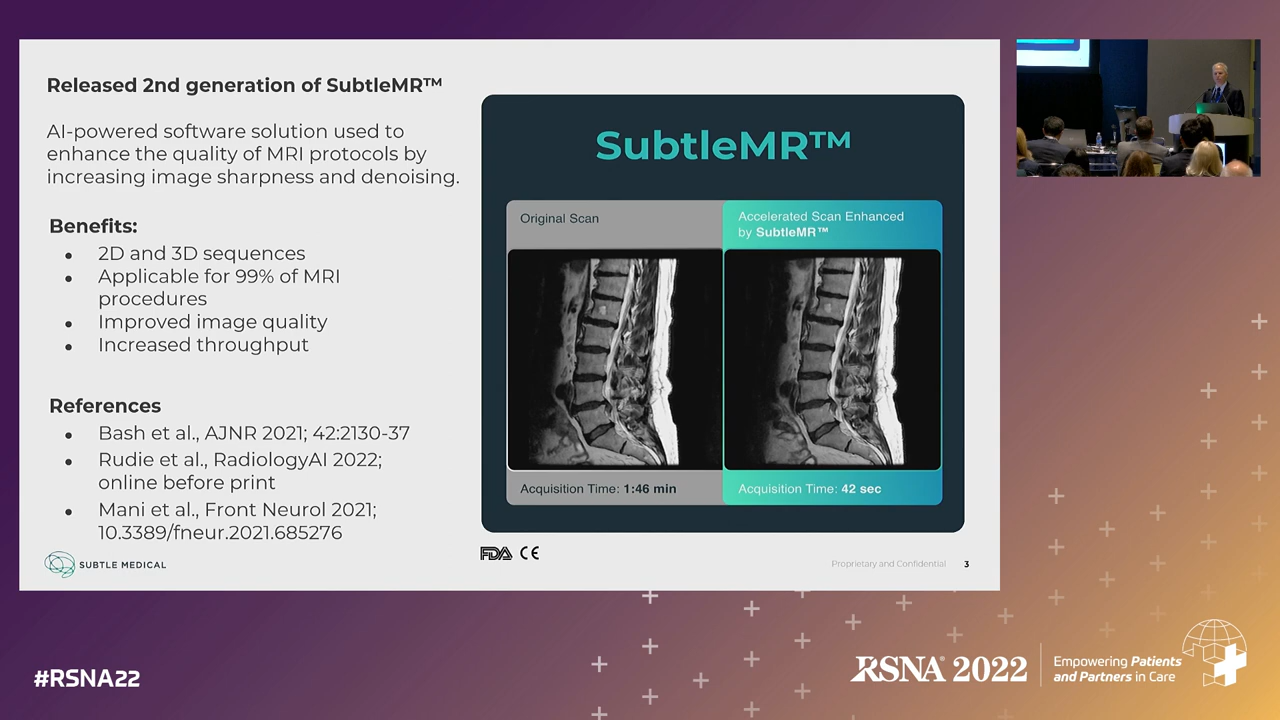 Released 2nd generation of SubtleMR™
AI-powered software solution used to
enhance the quality of MRI protocols by
increasing image sharpness and denoising.
Benefits:
● 2D and 3D sequences
● Applicable for 99% of MRI
procedures
● Improved image quality
● Increased throughput
References
● Bash et al., AJNR 2021; 42:2130-37
● Rudie et al., RadiologyAI 2022;
online before print
● Mani et al., Front Neurol 2021;
10.3389/fneur.2021.685276
SUBTLE MEDICAL
SubtleMR™
Original Scan
Accelerated Scan Enhanced
by SubtleMR™
Acquisition Time: 1:46 min
Acquisition Time: 42 sec
FDA CE
Proprietary and Confidential 3
#RSNA22
RSNA® 2022
Empowering Patients
and Partners in Care